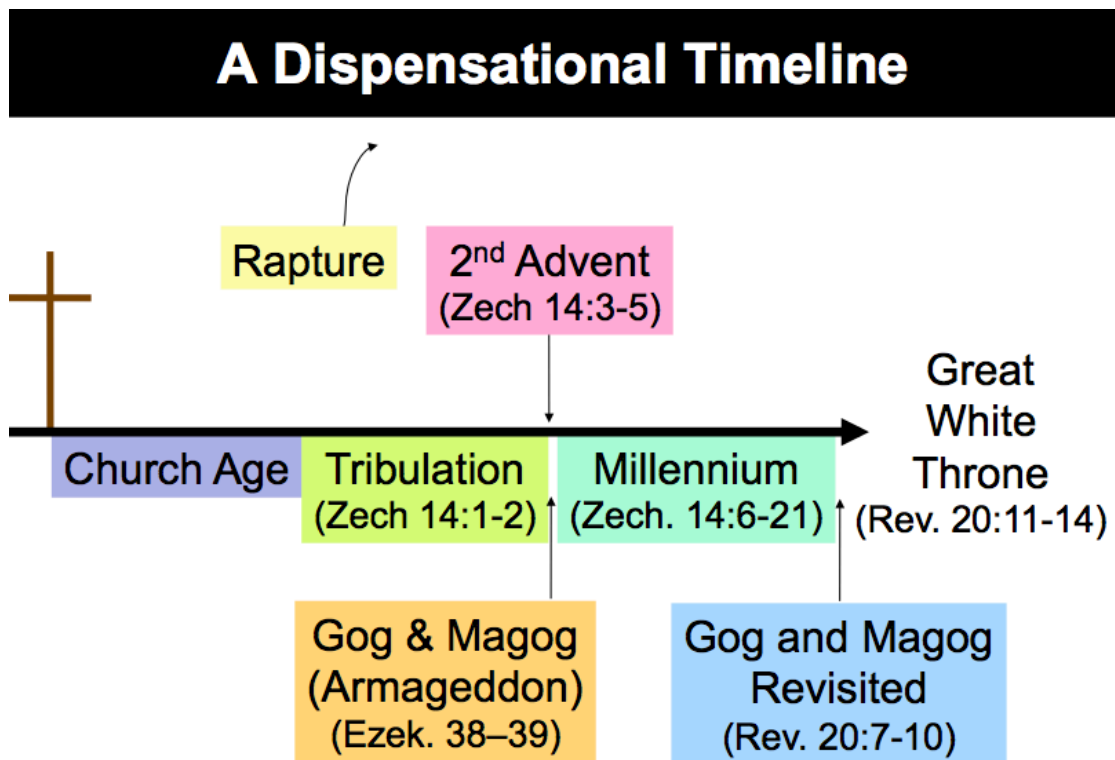 A Dispensational Timeline
Rapture
2nd Advent
(Zech 14:3-5)
Church Age
Tribulation
(Zech 14:1-2)
Millennium
(Zech. 14:6-21)
Great
White
Throne
(Rev. 20:11-14)
Gog & Magog
(Armageddon)
(Ezek. 38–39)
Gog and Magog
Revisited
(Rev. 20:7-10)